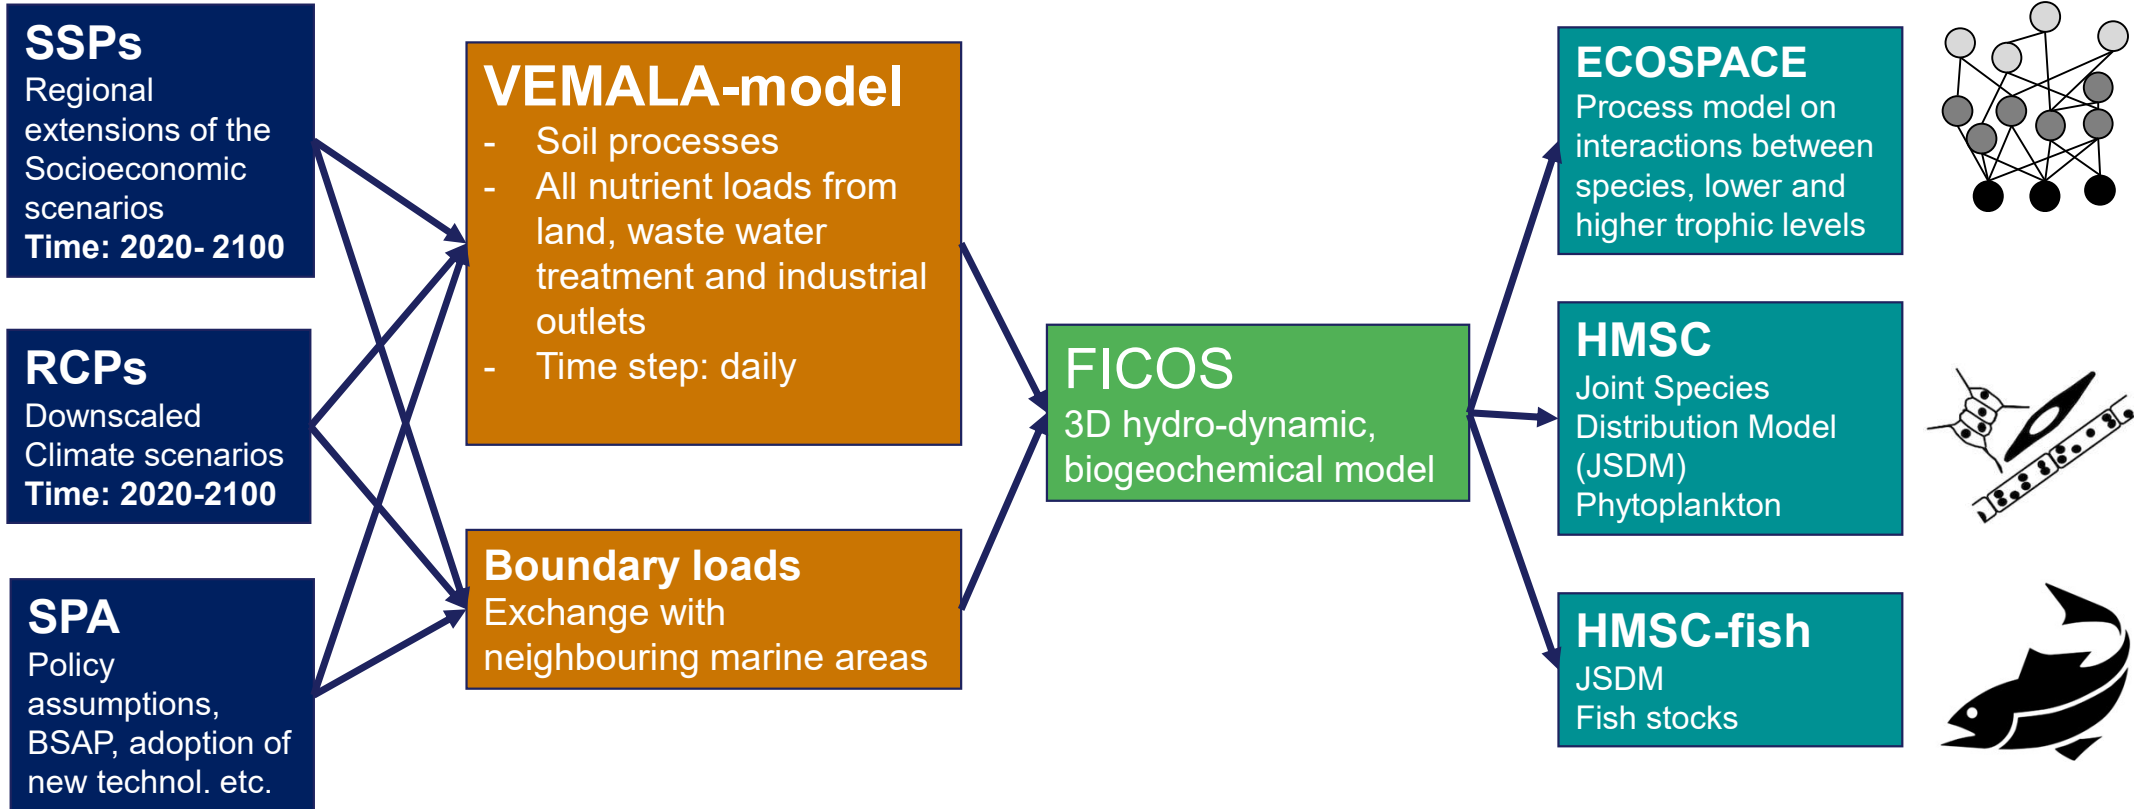 SSPs
Regional
extensions of the
Socioeconomic
scenarios
Time: 2020- 2100
RCPs
Downscaled
Climate scenarios
Time: 2020-2100
SPA
Policy
assumptions,
BSAP, adoption of
new technol. etc.
VEMALA-model
- Soil processes
- All nutrient loads from
land, waste water
treatment and industrial
outlets
- Time step: daily
Boundary loads
Exchange with
neighbouring marine areas
FICOS
3D hydro-dynamic,
biogeochemical model
ECOSPACE
Process model on
interactions between
species, lower and
higher trophic levels
HMSC
Joint Species
Distribution Model
(JSDM)
Phytoplankton
HMSC-fish
JSDM
Fish stocks